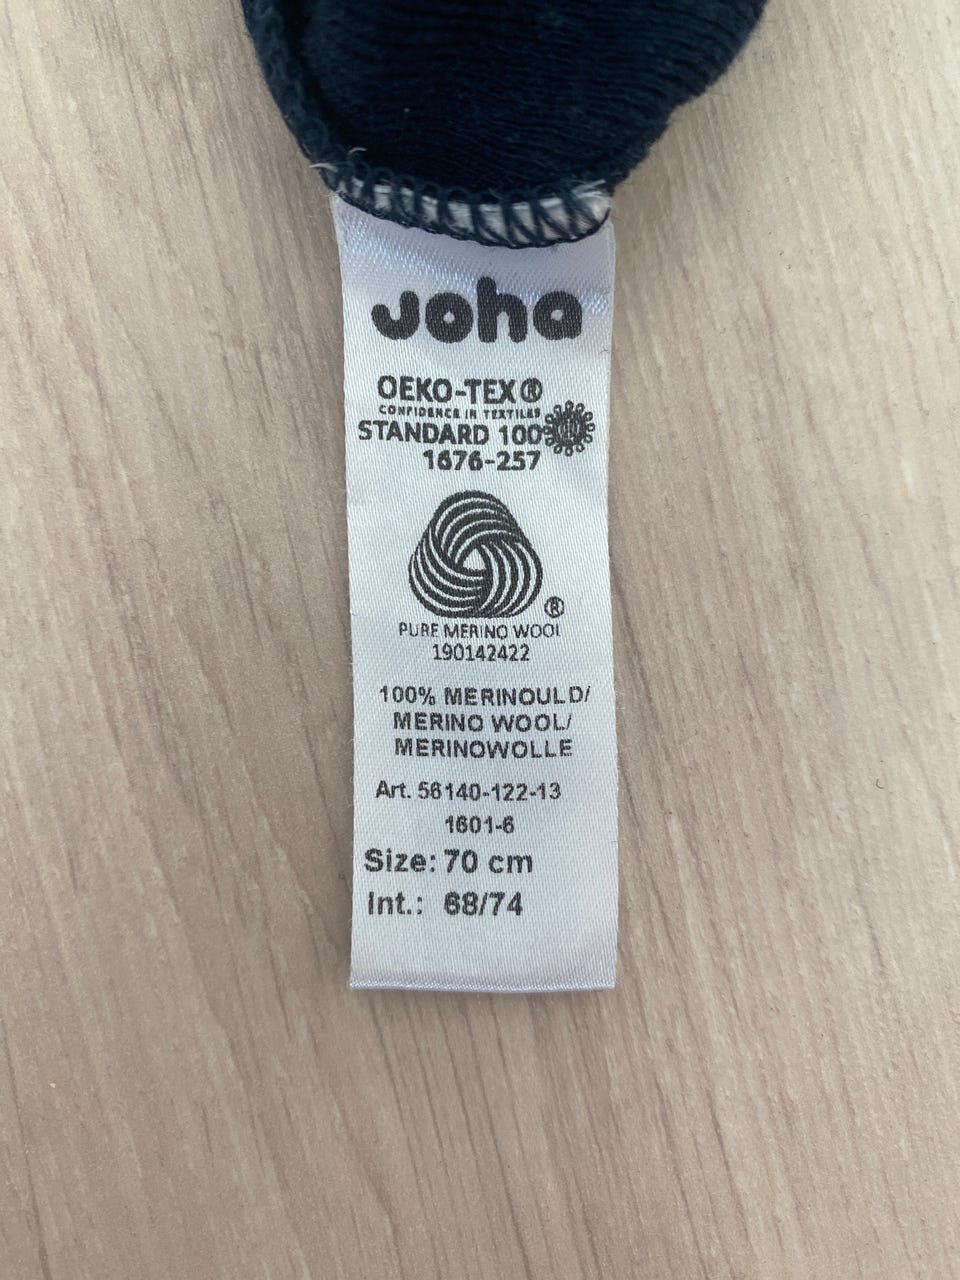 Joha
OEKO-TEX®
CONFIDENCE IN TEXTILES
STANDARD 100
1676-257
®
PURE MERINO WOOL
190142422
100% MERINOULD/
MERINO WOOL/
MERINOWOLLE
Art. 56140-122-13
1601-6
Size: 70 cm
Int.: 68/74